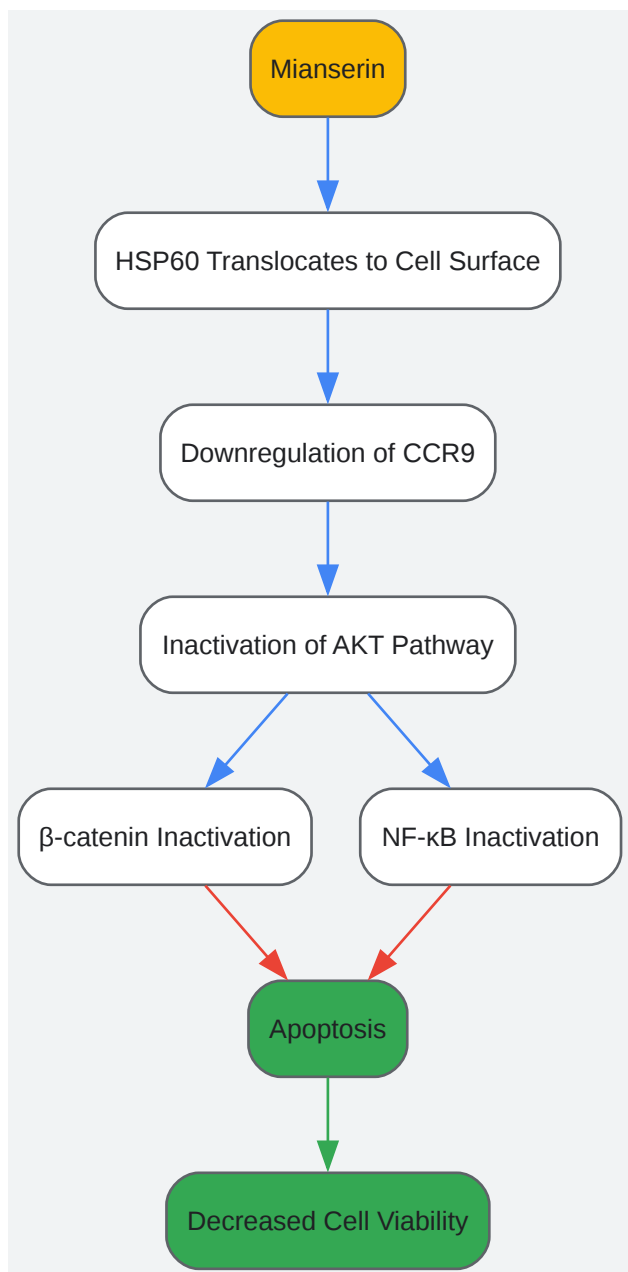 Mianserin
HSP60 Translocates to Cell Surface
Downregulation of CCR9
Inactivation of AKT Pathway
β-catenin Inactivation
NF-κB Inactivation
Apoptosis
Decreased Cell Viability